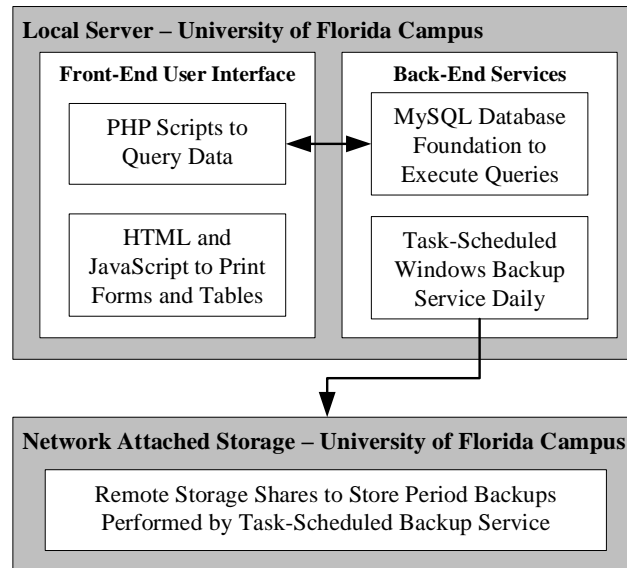 Local Server – University of Florida Campus
Front-End User Interface
PHP Scripts to
Query Data
HTML and
JavaScript to Print
Forms and Tables
Back-End Services
MySQL Database
Foundation to
Execute Queries
Task-Scheduled
Windows Backup
Service Daily
Network Attached Storage – University of Florida Campus
Remote Storage Shares to Store Period Backups
Performed by Task-Scheduled Backup Service